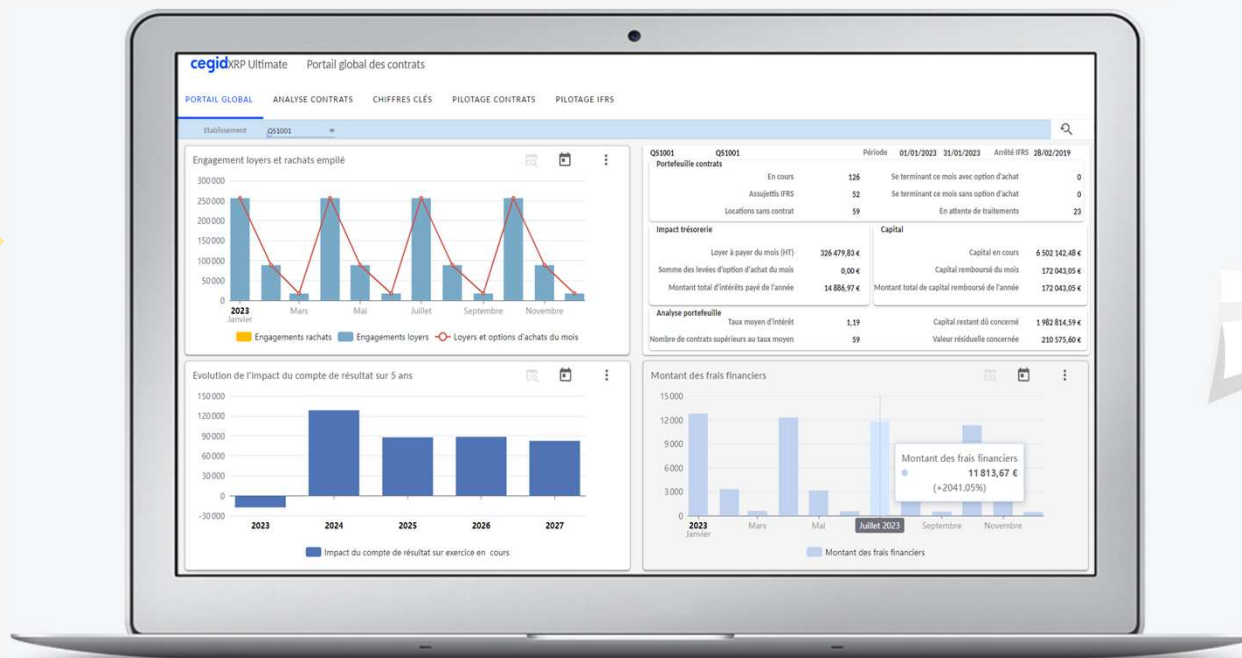 cegid XRP Ultimate Portail global des contrats
PORTAIL GLOBAL ANALYSE CONTRATS CHIFFRES CLÉS PILOTAGE CONTRATS PILOTAGE IFRS
Etablissement QS1001 =
Engagement loyers et rachats empilé
300 000
250 000
200 000
150 000
100 000
50 000
0
2023 Mars Mai Juillet Septembre Novembre
Janvier
Engagements rachats Engagements loyers Loyers et options d'achats du mois
QS1001 QS1001 Période 01/01/2023 31/01/2023 Arrêté IFRS 28/02/2019
Portefeuille contrats
En cours 126 Se terminant ce mois avec option d'achat 0
Assujettis IFRS 52 Se terminant ce mois sans option d'achat 0
Locations sans contrat 59 En attente de traitements 23
Impact trésorerie Capital
Loyer à payer du mois (HT) 326 479,83 € Capital en cours 6 502 142,48 €
Somme des levées d'option d'achat du mois 0,00 € Capital remboursé du mois 172 043,05 €
Montant total d'intérêts payé de l'année 14 886,97 € Montant total de capital remboursé de l'année 172 043,05 €
Analyse portefeuille
Taux moyen d'intérêt 1,19 Capital restant dû concerné 1 982 814,59 €
Nombre de contrats supérieurs au taux moyen 59 Valeur résiduelle concernée 210 575,60 €
Evolution de l'impact du compte de résultat sur 5 ans
150 000
120 000
90 000
60 000
30 000
0
-30 000
2023 2024 2025 2026 2027
Impact du compte de résultat sur exercice en cours
Montant des frais financiers
15 000
12 000
9 000
6 000
3 000
0
Montant des frais financiers
11 813,67 €
(+2041.05%)
2023 Mars Mai Juillet 2023 Septembre Novembre
Janvier
Montant des frais financiers